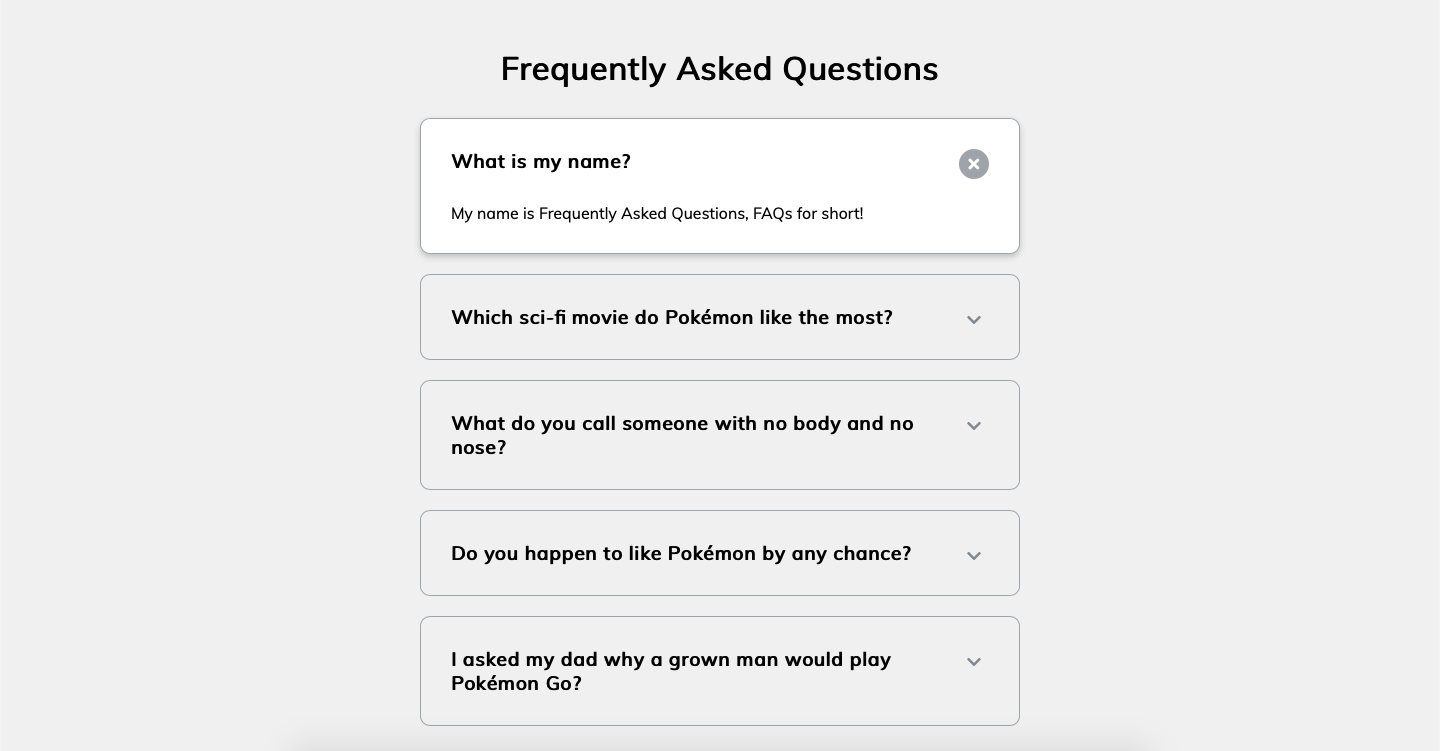 Frequently Asked Questions
What is my name?
My name is Frequently Asked Questions, FAQs for short!
Which sci-fi movie do Pokémon like the most?
What do you call someone with no body and no
nose?
Do you happen to like Pokémon by any chance?
I asked my dad why a grown man would play
Pokémon Go?